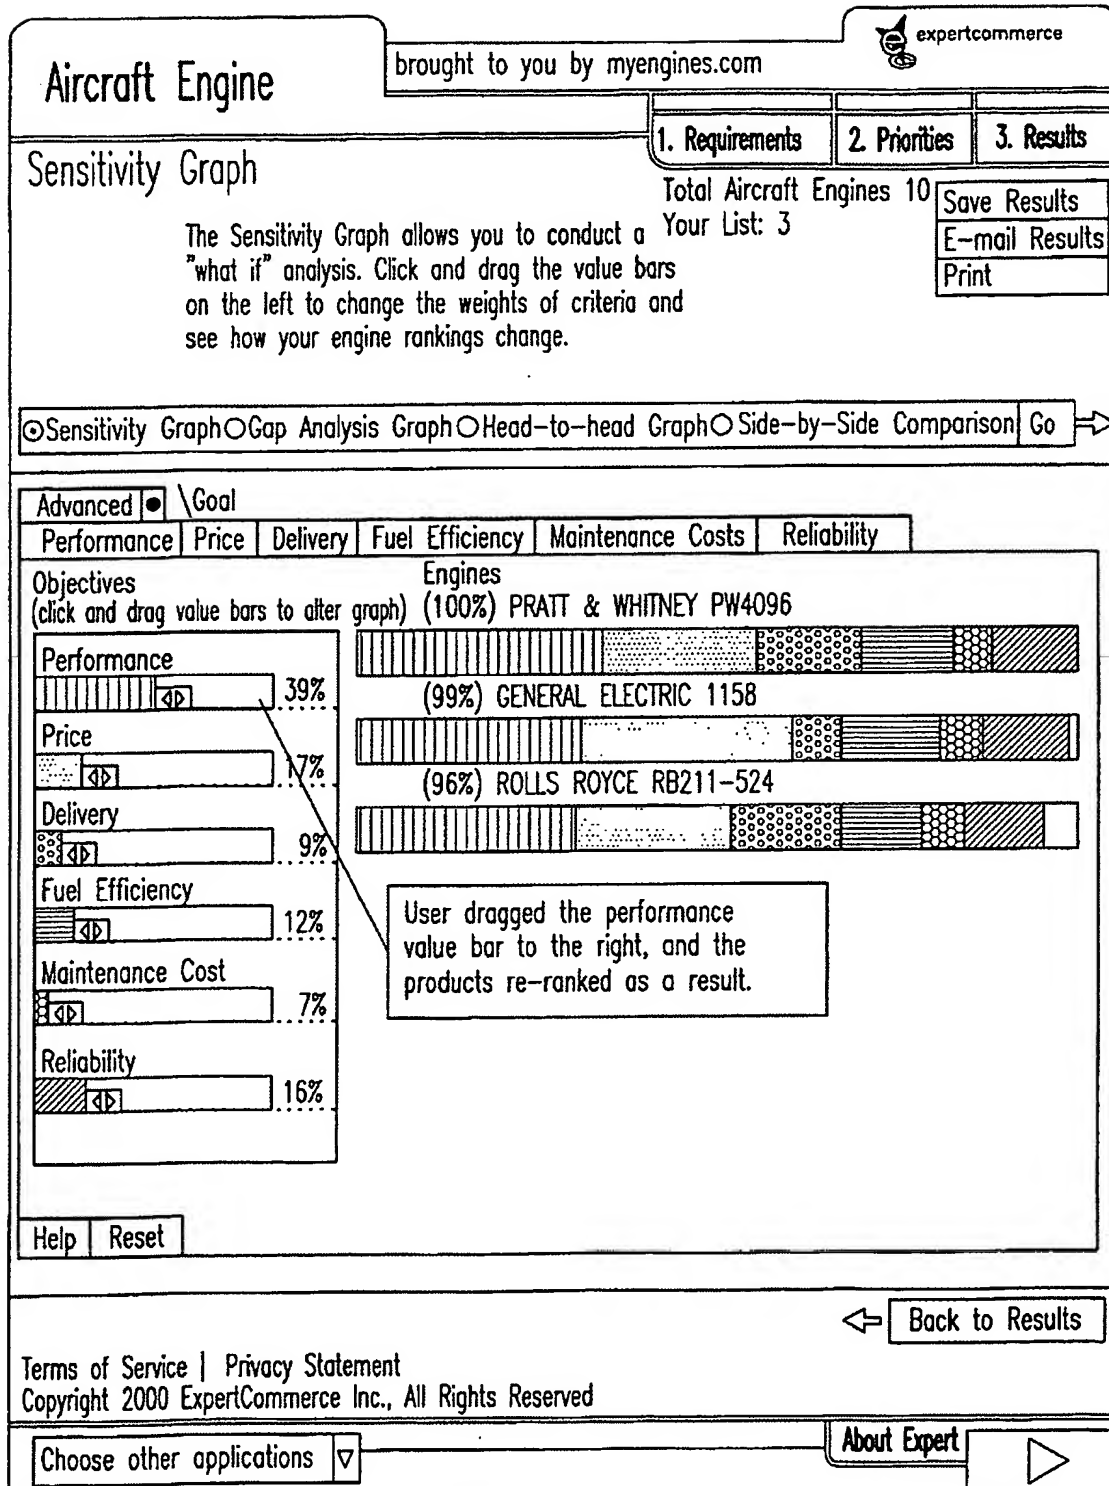 expertcommerce
Aircraft Engine
brought to you by myengines.com
1. Requirements
2. Priorities
3. Results
Sensitivity Graph
Total Aircraft Engines 10
Your List: 3
Save Results
E-mail Results
Print
The Sensitivity Graph allows you to conduct a
"what if" analysis. Click and drag the value bars
on the left to change the weights of criteria and
see how your engine rankings change.
Sensitivity Graph Gap Analysis Graph Head-to-head Graph Side-by-Side Comparison Go
Advanced \Goal
Performance Price Delivery Fuel Efficiency Maintenance Costs Reliability
Objectives
(click and drag value bars to alter graph)
Engines
(100%) PRATT & WHITNEY PW4096
Performance
39%
(99%) GENERAL ELECTRIC 1158
Price
17%
(96%) ROLLS ROYCE RB211-524
Delivery
9%
Fuel Efficiency
12%
User dragged the performance
value bar to the right, and the
products re-ranked as a result.
Maintenance Cost
7%
Reliability
16%
Help Reset
Back to Results
Terms of Service | Privacy Statement
Copyright 2000 ExpertCommerce Inc., All Rights Reserved
Choose other applications
About Expert